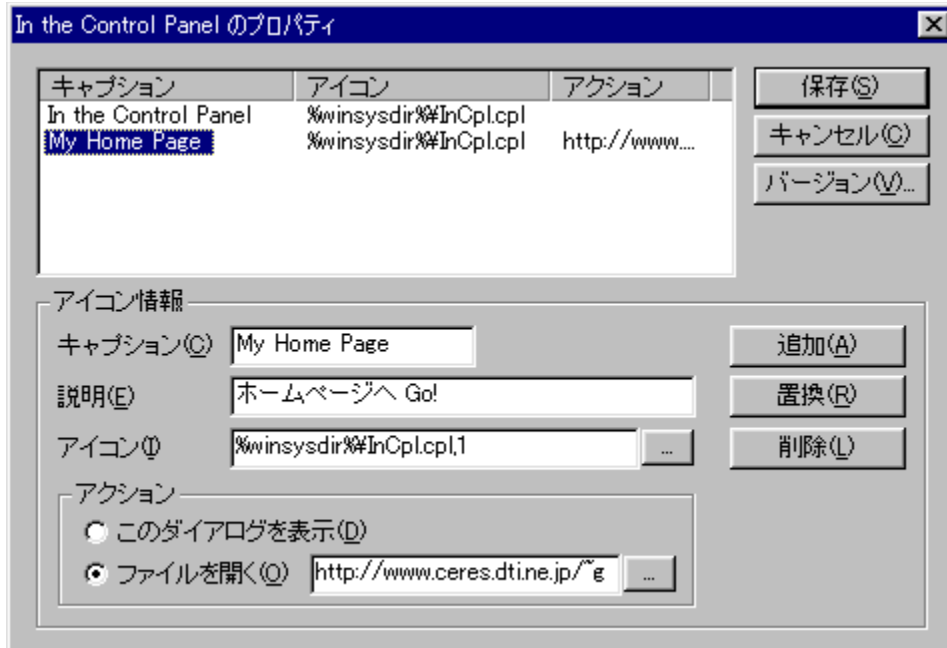 In the Control Panel のプロパティ
キャプション アイコン アクション
In the Control Panel %winsysdir%¥InCpl.cpl
My Home Page %winsysdir%¥InCpl.cpl http://www....
保存(S)
キャンセル(C)
バージョン(V)...
アイコン情報
キャプション(C) My Home Page 追加(A)
説明(E) ホームページへ Go! 置換(R)
アイコン(I) %winsysdir%¥InCpl.cpl,1 ... 削除(L)
アクション
このダイアログを表示(D)
ファイルを開く(O) http://www.ceres.dti.ne.jp/~g ...